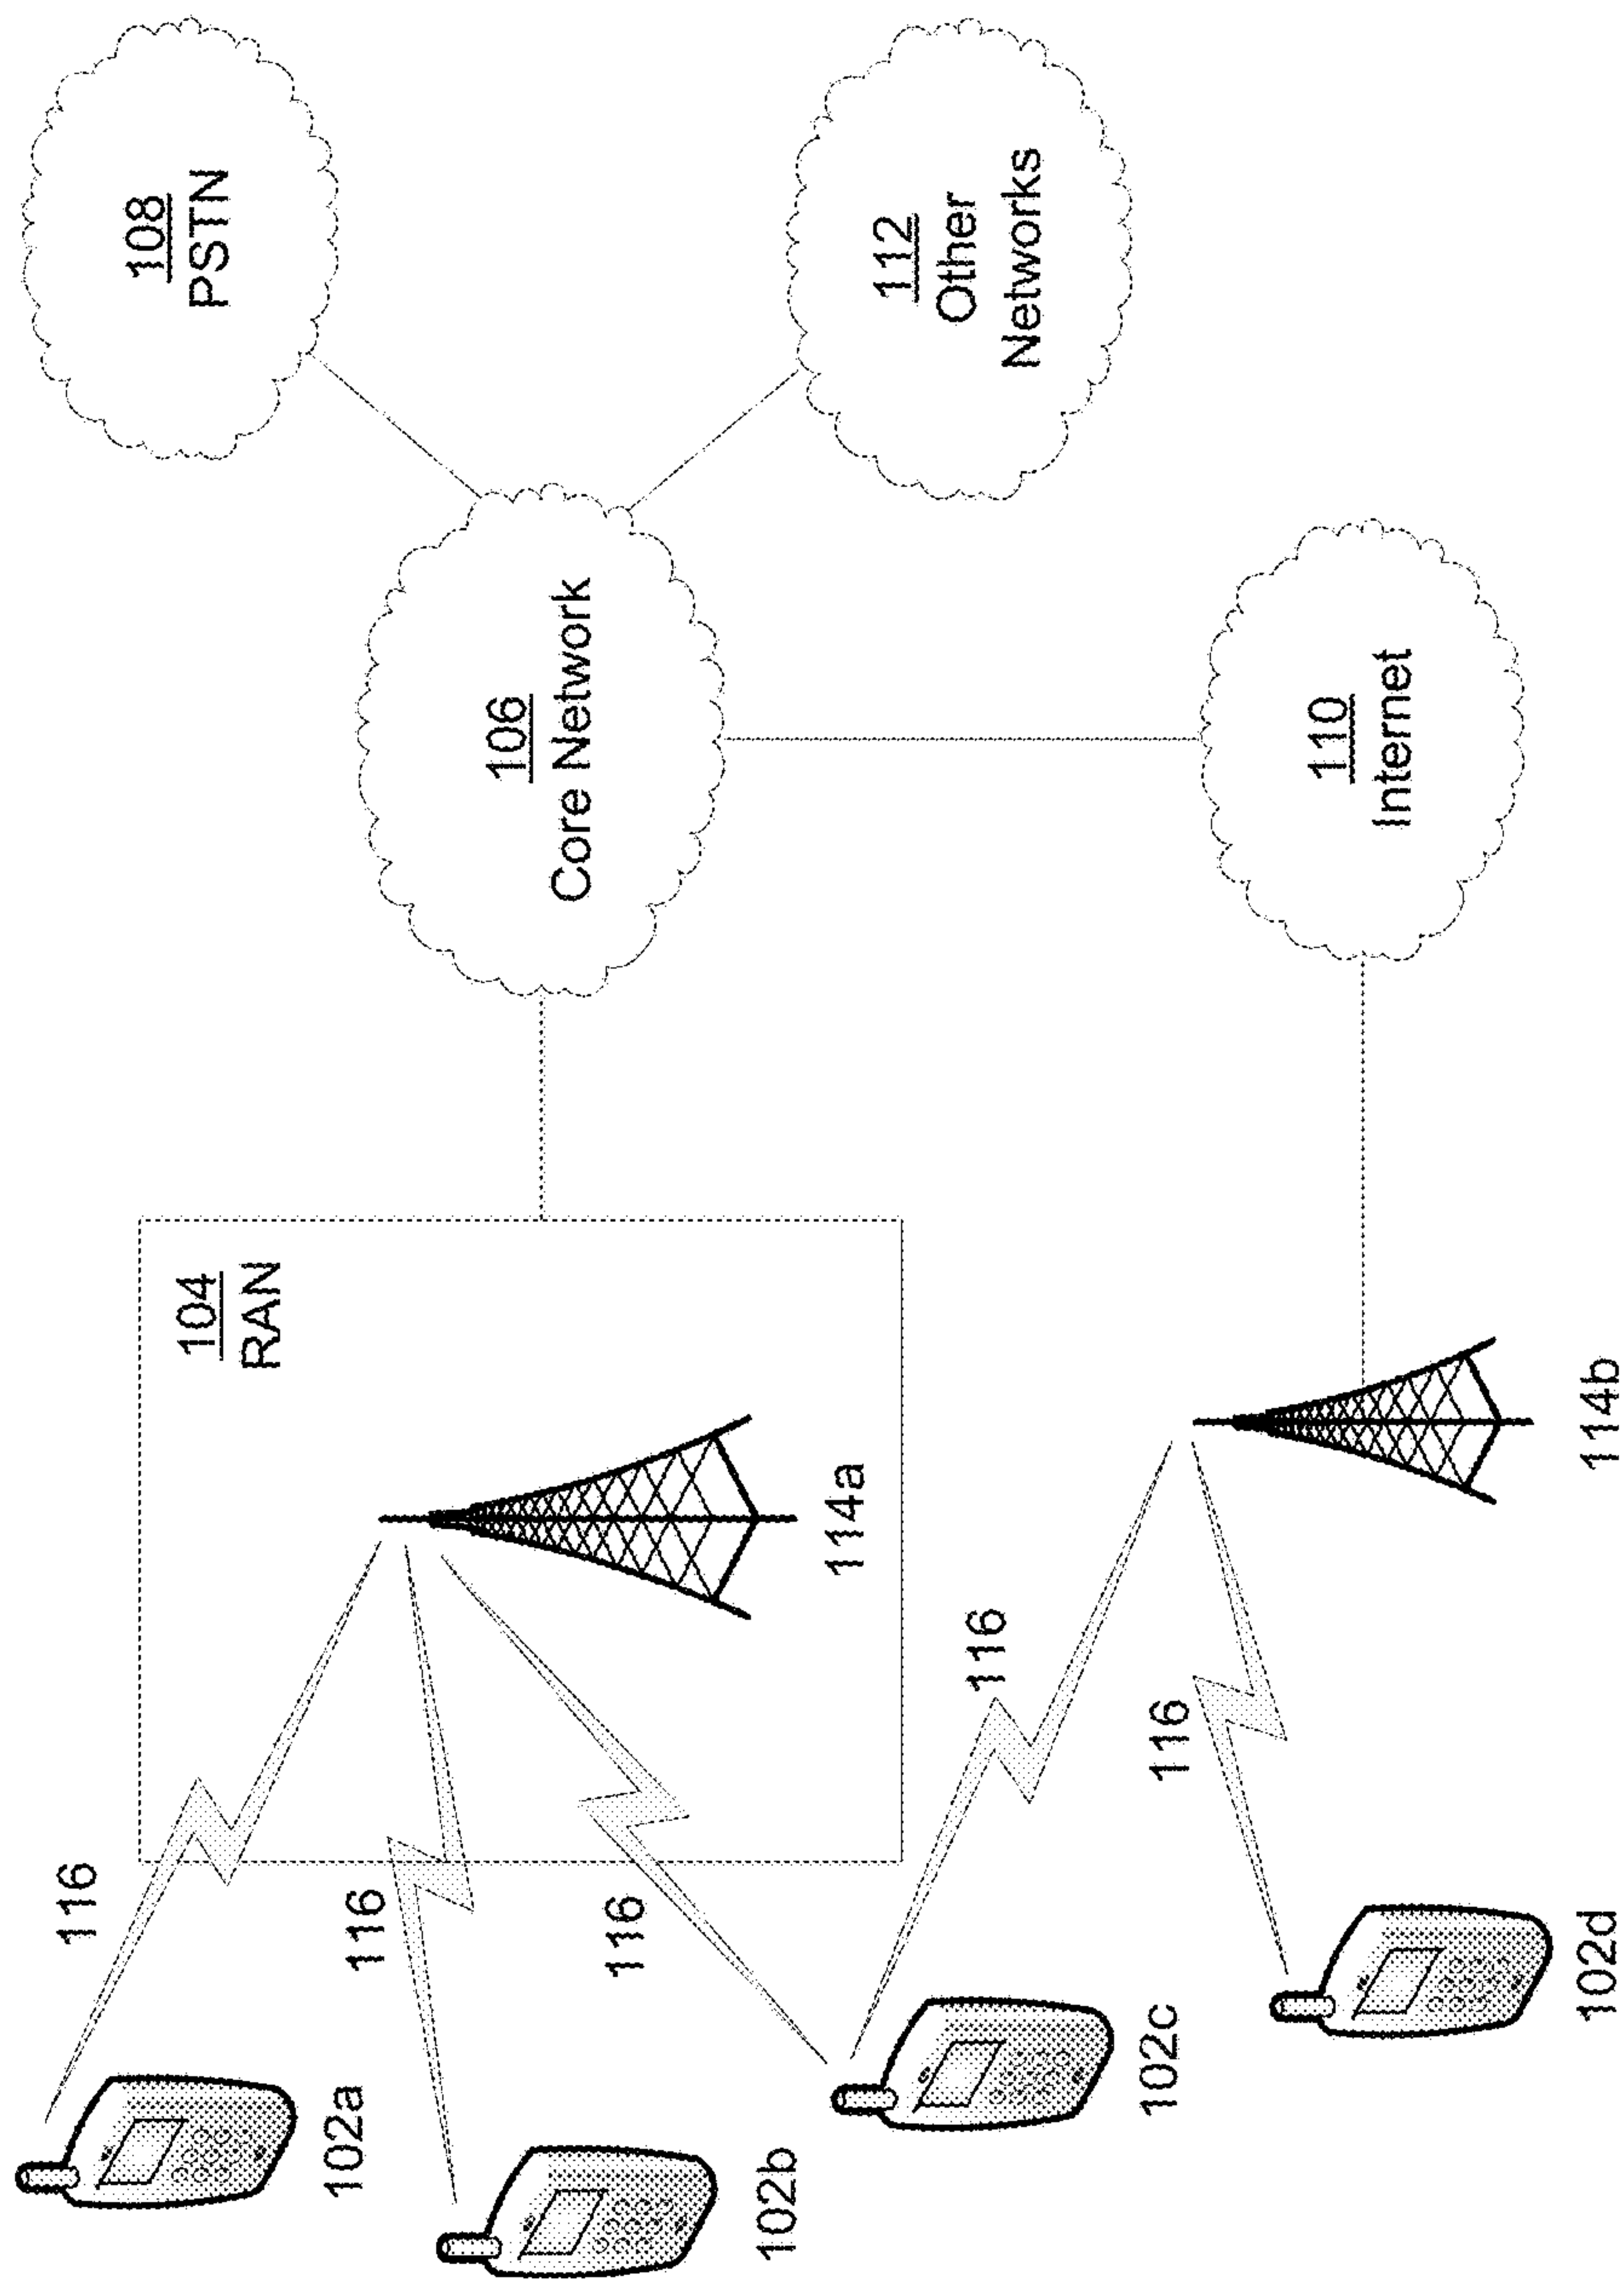 116
102a
116
102b
116
104
RAN
114a
106
Core Network
108
PSTN
112
Other
Networks
102c
116
116
102d
114b
110
Internet